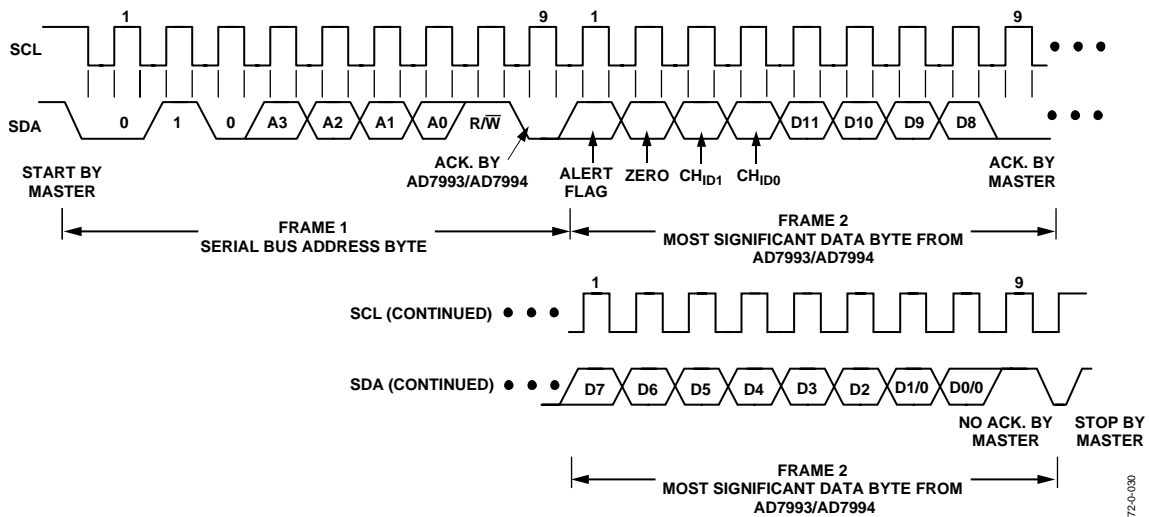 1 9 1 9
SCL
SDA
0 1 0 A3 A2 A1 A0 R/W̅ D11 D10 D9 D8
START BY
MASTER
ACK. BY
AD7993/AD7994
ALERT
FLAG
ZERO
CHID1
CHID0
ACK. BY
MASTER
FRAME 1
SERIAL BUS ADDRESS BYTE
FRAME 2
MOST SIGNIFICANT DATA BYTE FROM
AD7993/AD7994
1 9
SCL (CONTINUED)
SDA (CONTINUED)
D7 D6 D5 D4 D3 D2 D1/0 D0/0
NO ACK. BY
MASTER
STOP BY
MASTER
FRAME 2
MOST SIGNIFICANT DATA BYTE FROM
AD7993/AD7994
72-0-030